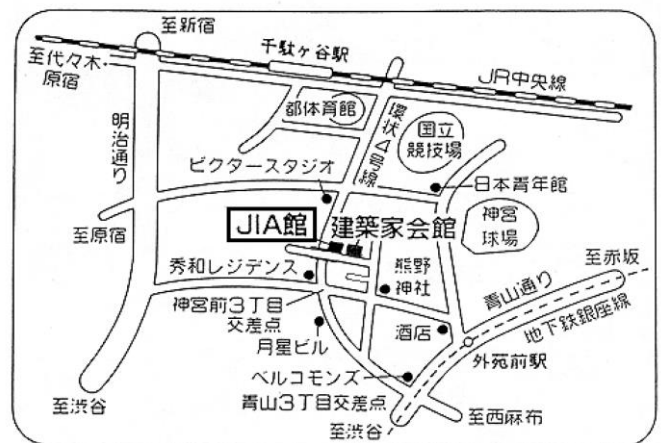 至新宿
千駄ヶ谷駅
至代々木・
原宿
JR中央線
都体育館
環状4号線
国立
競技場
明治通り
ビクタースタジオ
日本青年館
JIA館
建築家会館
神宮
球場
至原宿
秀和レジデンス
熊野
神社
至赤坂
青山通り
地下鉄銀座線
神宮前3丁目
交差点
酒店
月星ビル
外苑前駅
ベルコモンズ
青山3丁目交差点
至渋谷
至西麻布
至渋谷